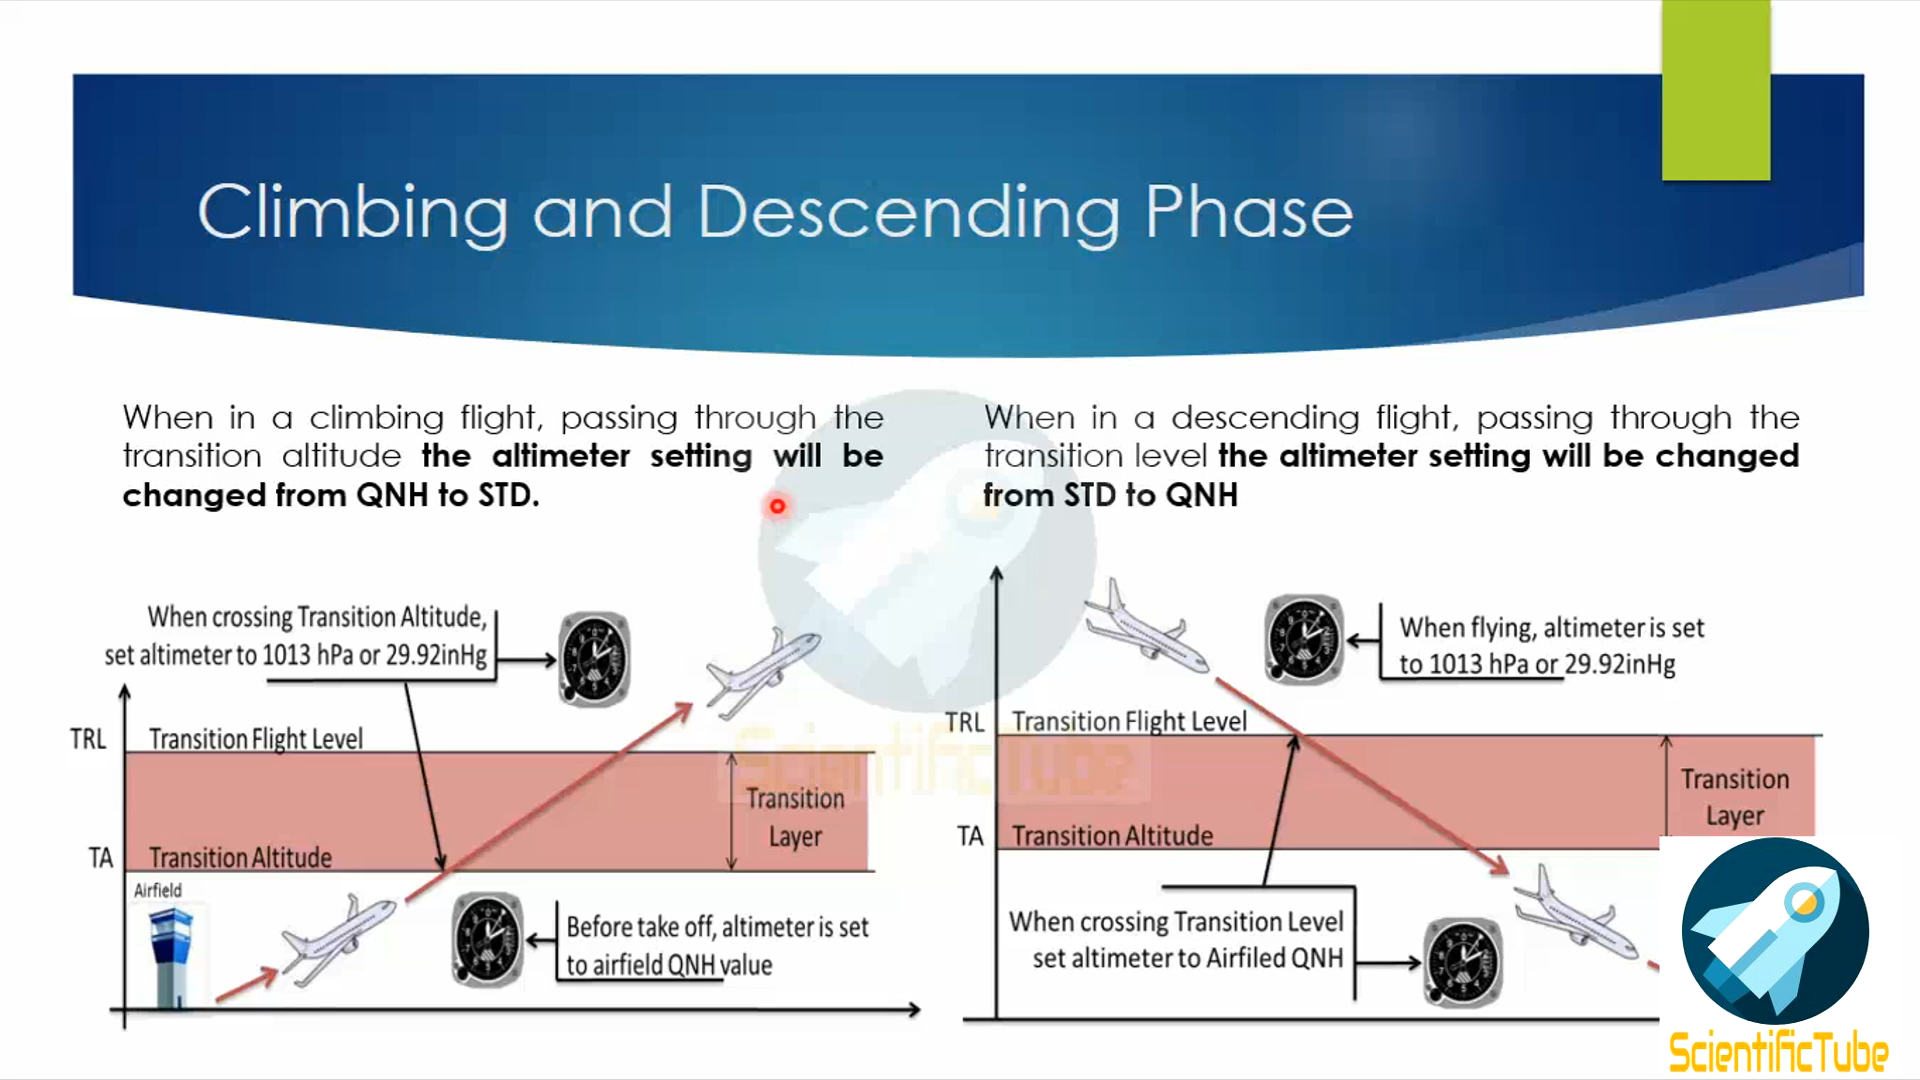 Climbing and Descending Phase
When in a climbing flight, passing through the
transition altitude the altimeter setting will be
changed from QNH to STD.
When in a descending flight, passing through the
transition level the altimeter setting will be changed
from STD to QNH
When crossing Transition Altitude,
set altimeter to 1013 hPa or 29.92inHg
TRL
Transition Flight Level
Transition
Layer
TA
Transition Altitude
Airfield
Before take off, altimeter is set
to airfield QNH value
When flying, altimeter is set
to 1013 hPa or 29.92inHg
TRL
Transition Flight Level
Transition
Layer
TA
Transition Altitude
When crossing Transition Level
set altimeter to Airfiled QNH
ScientificTube
ScientificTube